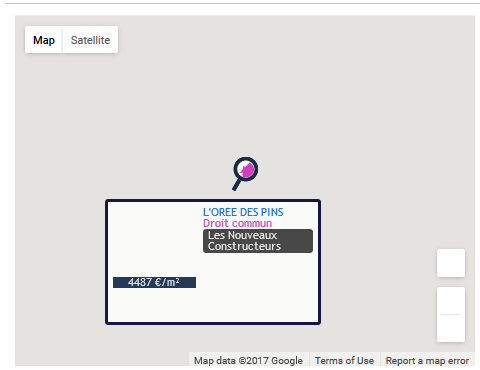 Map Satellite
L'OREE DES PINS
Droit commun
Les Nouveaux
Constructeurs
4487 €/m²
Map data ©2017 Google Terms of Use Report a map error